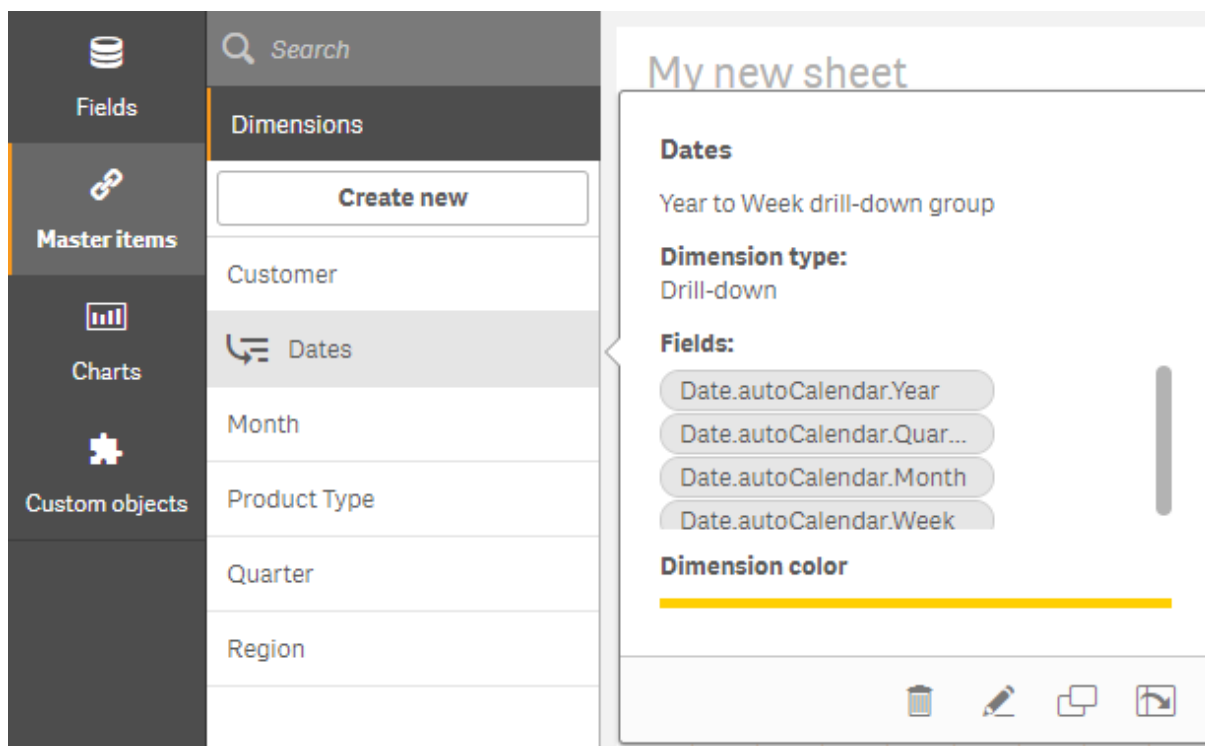 Fields
Master items
Charts
Custom objects
Search
Dimensions
Create new
Customer
Dates
Month
Product Type
Quarter
Region
My new sheet
Dates
Year to Week drill-down group
Dimension type:
Drill-down
Fields:
Date.autoCalendar.Year
Date.autoCalendar.Quar...
Date.autoCalendar.Month
Date.autoCalendar.Week
Dimension color